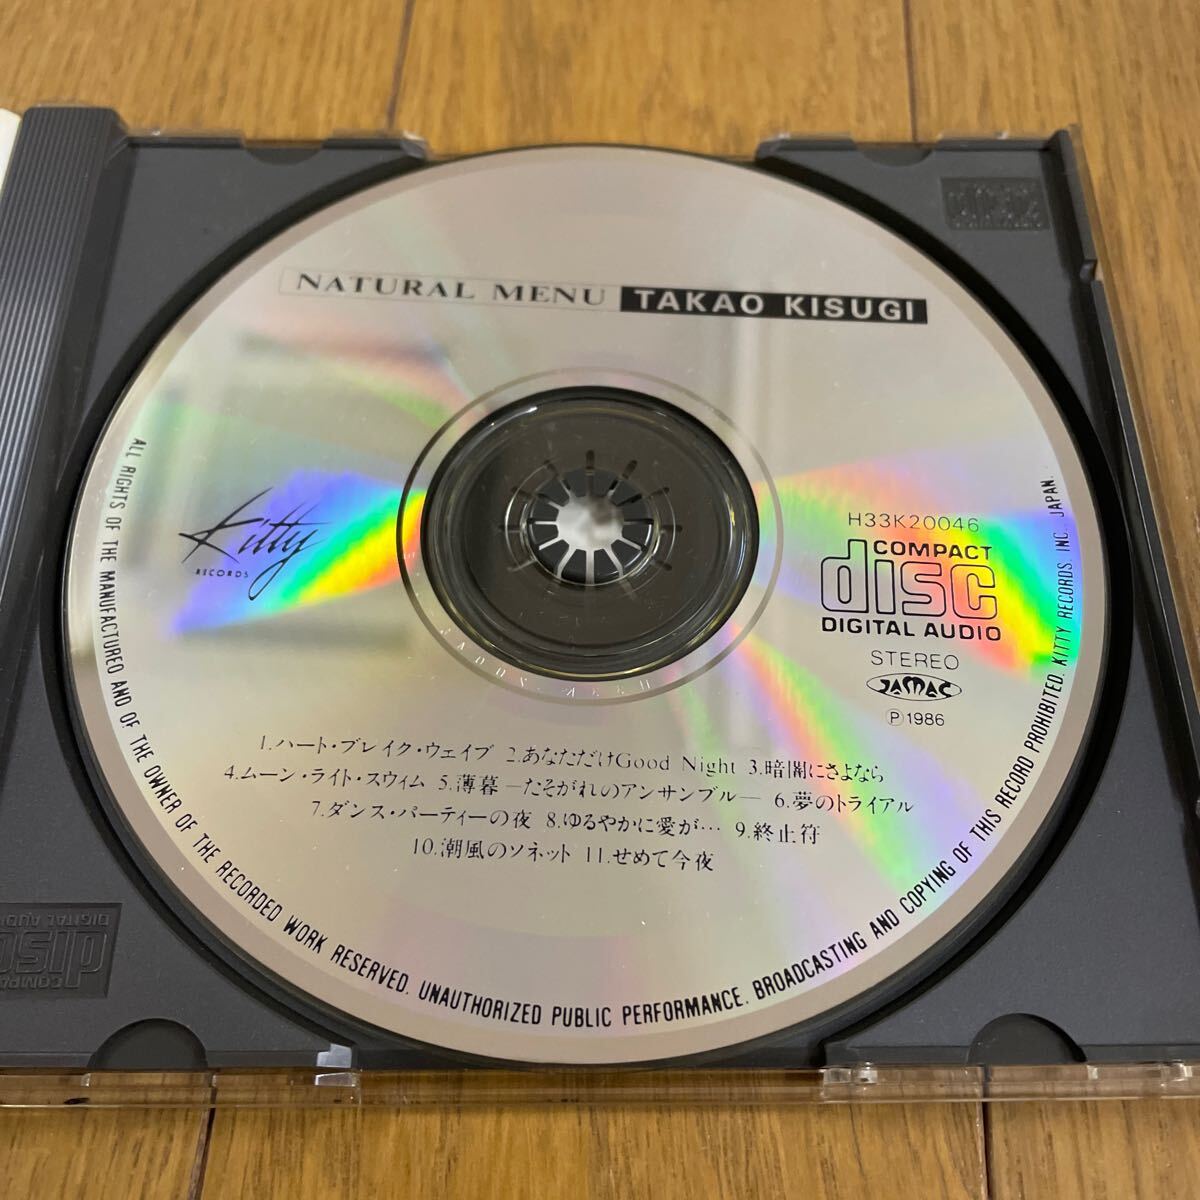 NATURAL MENU TAKAO KISUGI
Kitty
RECORDS
H33K20046
COMPACT
disc
DIGITAL AUDIO
STEREO
JAMAC
Ⓟ1986
1.ハート・ブレイク・ウェイブ 2.あなただけGood Night 3.暗闇にさよなら
4.ムーン・ライト・スウィム 5.薄暮―たそがれのアンサンブル― 6.夢のトライアル
7.ダンス・パーティーの夜 8.ゆるやかに愛が… 9.終止符
10.潮風のソネット 11.せめて今夜
ALL RIGHTS OF THE MANUFACTURED AND OF THE OWNER OF THE RECORDED WORK RESERVED. UNAUTHORIZED PUBLIC PERFORMANCE. BROADCASTING AND COPYING OF THIS RECORD PROHIBITED. KITTY RECORDS INC., JAPAN.